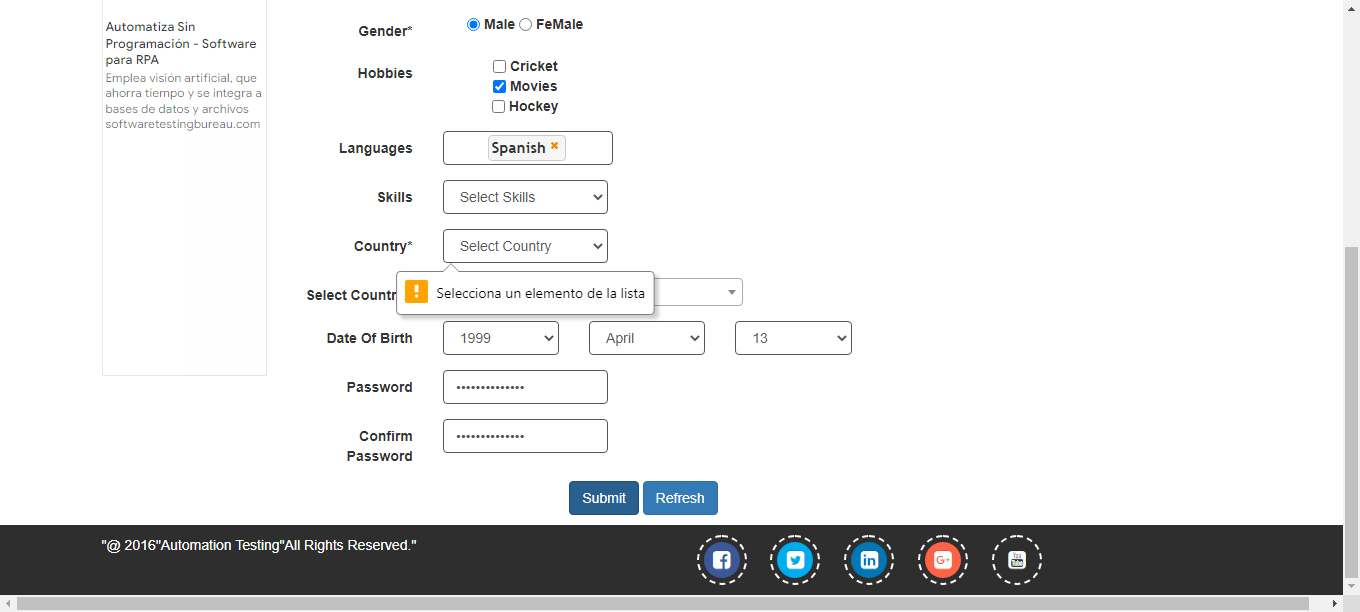 Automatiza Sin
Programación - Software
para RPA
Emplea visión artificial, que
ahorra tiempo y se integra a
bases de datos y archivos
softwaretestingbureau.com
Gender*
Male
FeMale
Hobbies
Cricket
Movies
Hockey
Languages
Spanish
Skills
Select Skills
Country*
Select Country
Select Countr
Selecciona un elemento de la lista
Date Of Birth
1999
April
13
Password
••••••••••••••
Confirm
Password
••••••••••••••
Submit
Refresh
"@ 2016"Automation Testing"All Rights Reserved."
You
Tube